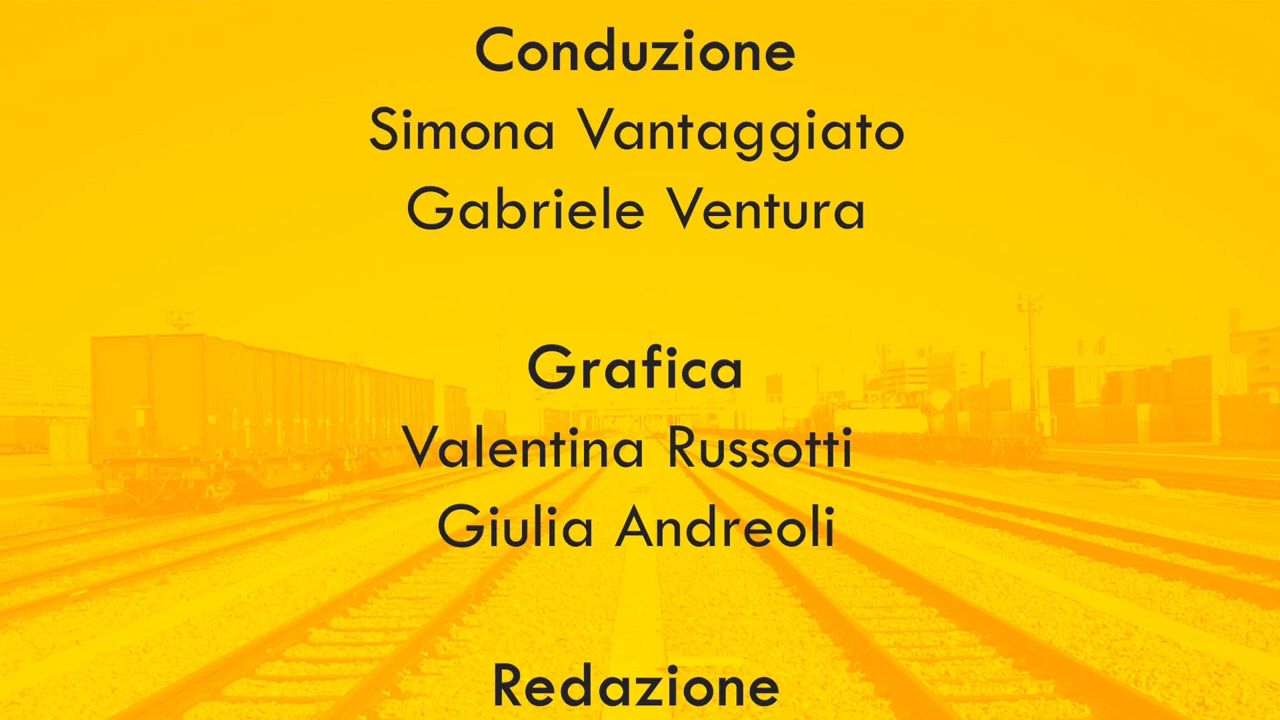 Conduzione
Simona Vantaggiato
Gabriele Ventura
Grafica
Valentina Russotti
Giulia Andreoli
Redazione